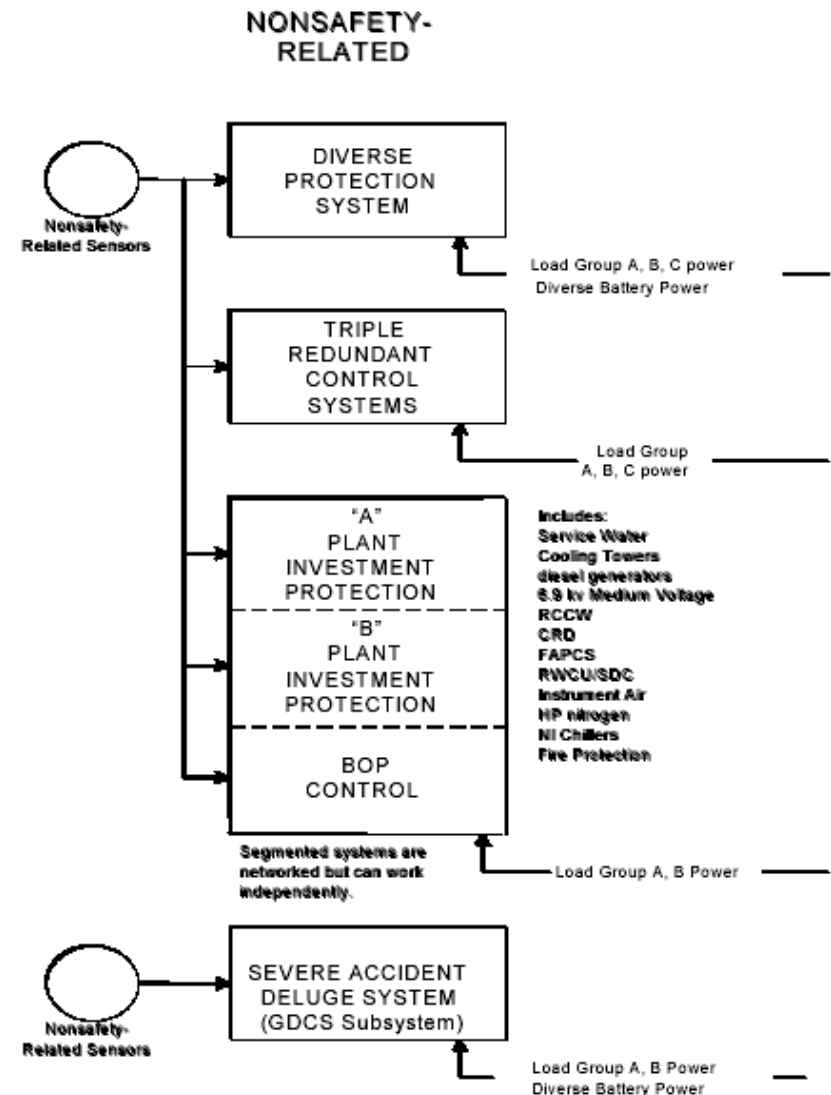 NONSAFETY-
RELATED
DIVERSE
PROTECTION
SYSTEM
Nonsafety-
Related Sensors
Load Group A, B, C power
Diverse Battery Power
TRIPLE
REDUNDANT
CONTROL
SYSTEMS
Load Group
A, B, C power
"A"
PLANT
INVESTMENT
PROTECTION
"B"
PLANT
INVESTMENT
PROTECTION
BOP
CONTROL
Includes:
Service Water
Cooling Towers
diesel generators
6.9 kv Medium Voltage
RCCW
CRD
FAPCS
RWCU/SDC
Instrument Air
HP nitrogen
NI Chillers
Fire Protection
Segmented systems are
networked but can work
independently.
Load Group A, B Power
SEVERE ACCIDENT
DELUGE SYSTEM
(GDCS Subsystem)
Nonsafety-
Related Sensors
Load Group A, B Power
Diverse Battery Power